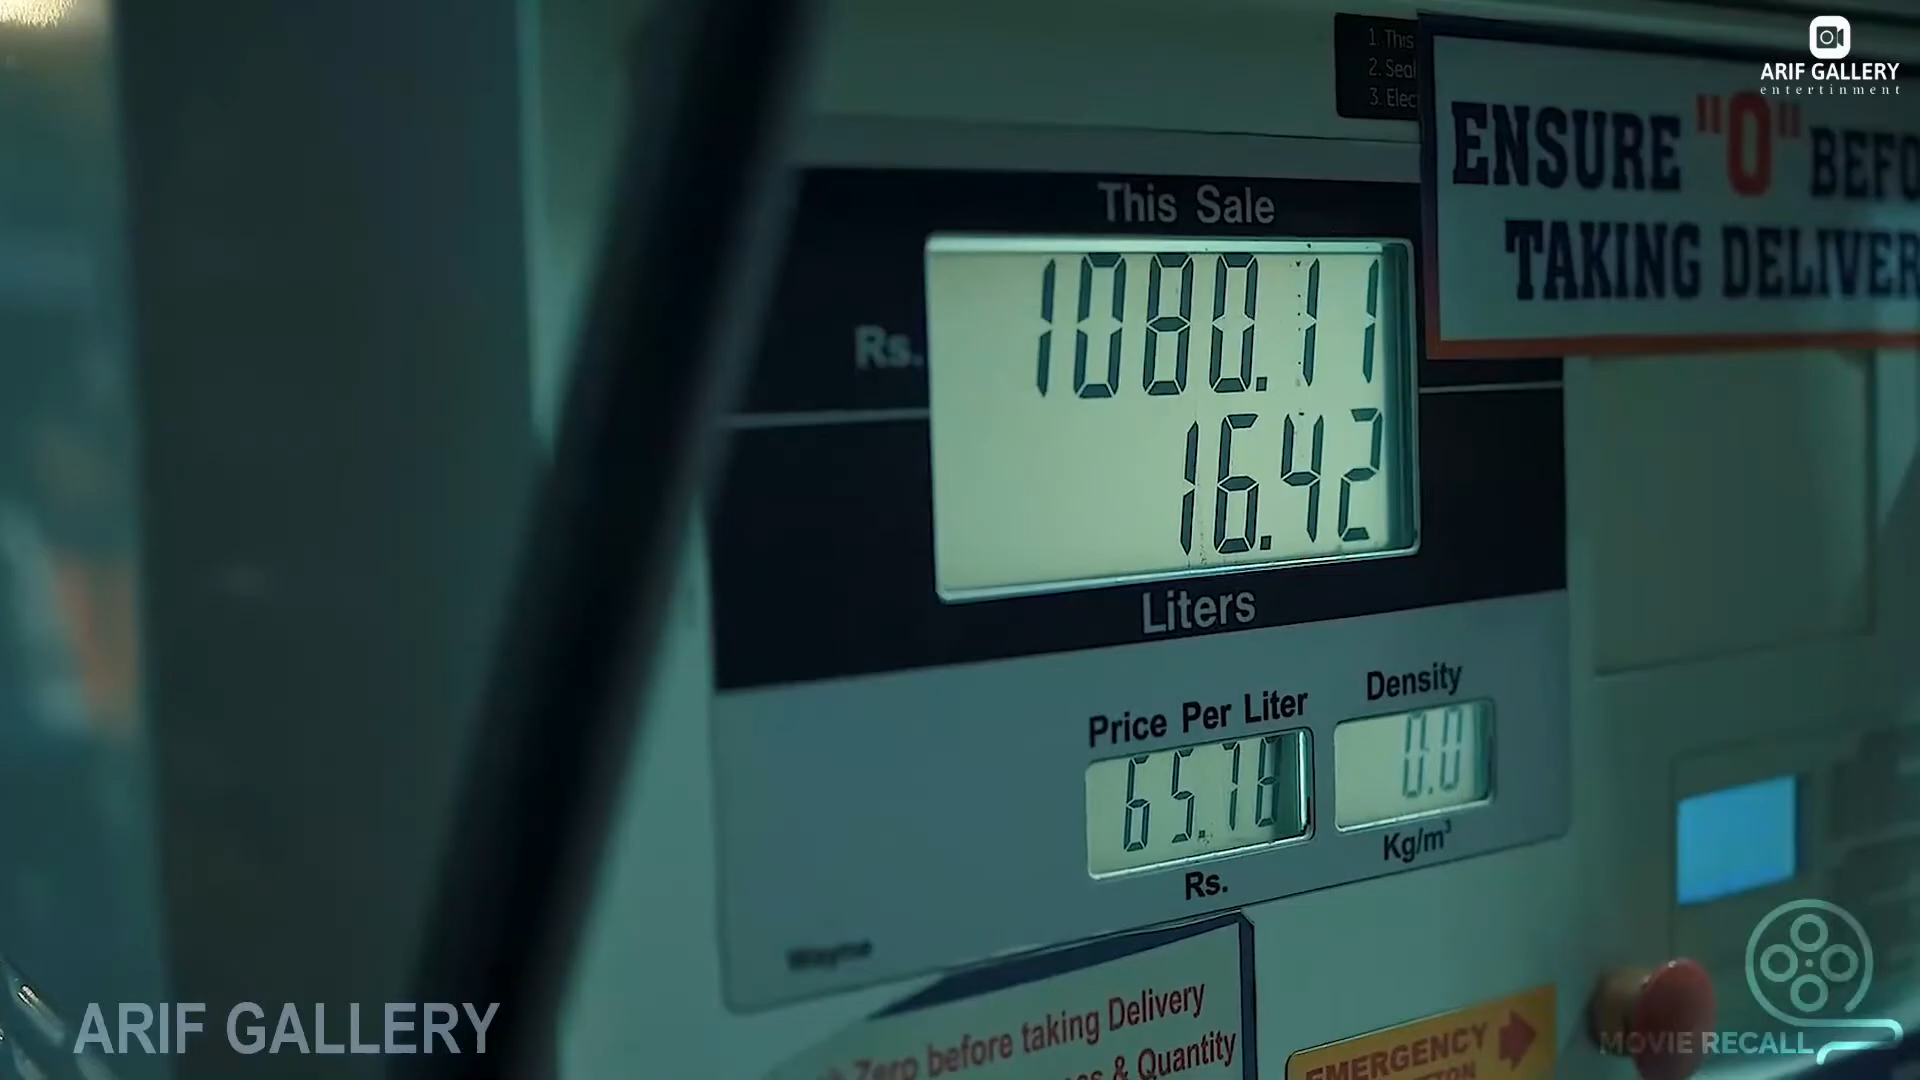 ARIF GALLERY
entertinment
1. This
2. Seal
3. Elec
ENSURE "0" BEFO
TAKING DELIVER
This Sale
Rs.
1080.11
16.42
Liters
Price Per Liter
Density
65.78
0.0
Rs.
Kg/m³
Wayne
Zero before taking Delivery
& Quantity
EMERGENCY
ARIF GALLERY
MOVIE RECALL